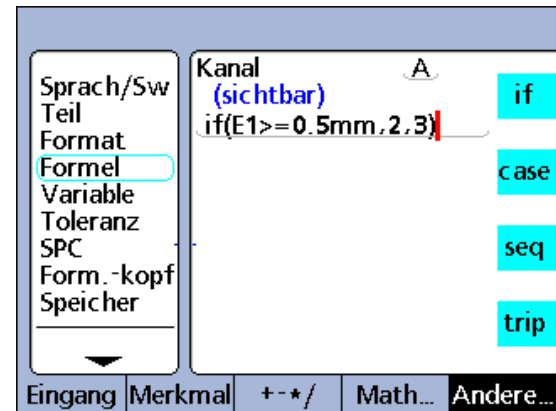 Sprach/Sw
Teil
Format
Formel
Variable
Toleranz
SPC
Form.-kopf
Speicher
Kanal A
(sichtbar)
if(E1>=0.5mm,2,3)
if
case
seq
trip
Eingang Merkmal +-*/ Math... Andere...